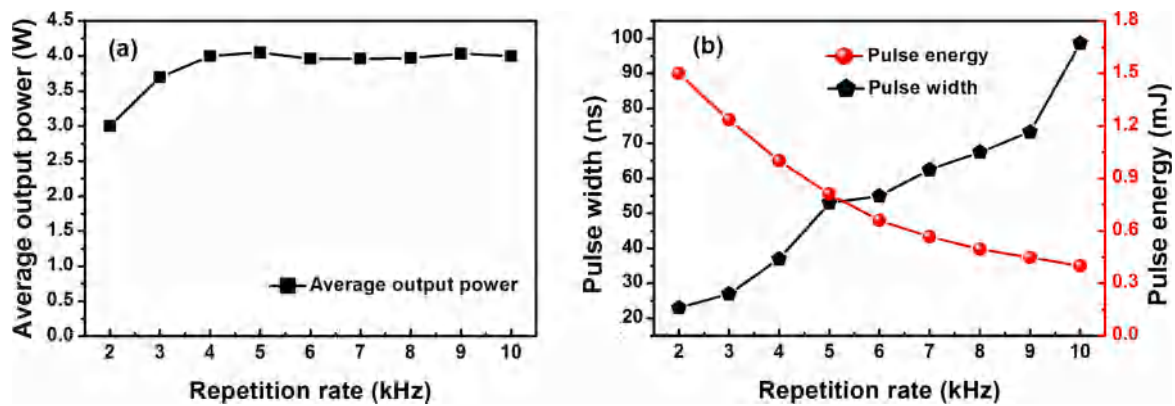 (a)
Average output power (W)
4.5
4.0
3.5
3.0
2.5
2.0
1.5
1.0
0.5
0.0
Average output power
2 3 4 5 6 7 8 9 10
Repetition rate (kHz)
(b)
Pulse width (ns)
100
90
80
70
60
50
40
30
20
Pulse energy
Pulse width
1.8
1.5
1.2
0.9
0.6
0.3
0.0
Pulse energy (mJ)
2 3 4 5 6 7 8 9 10
Repetition rate (kHz)